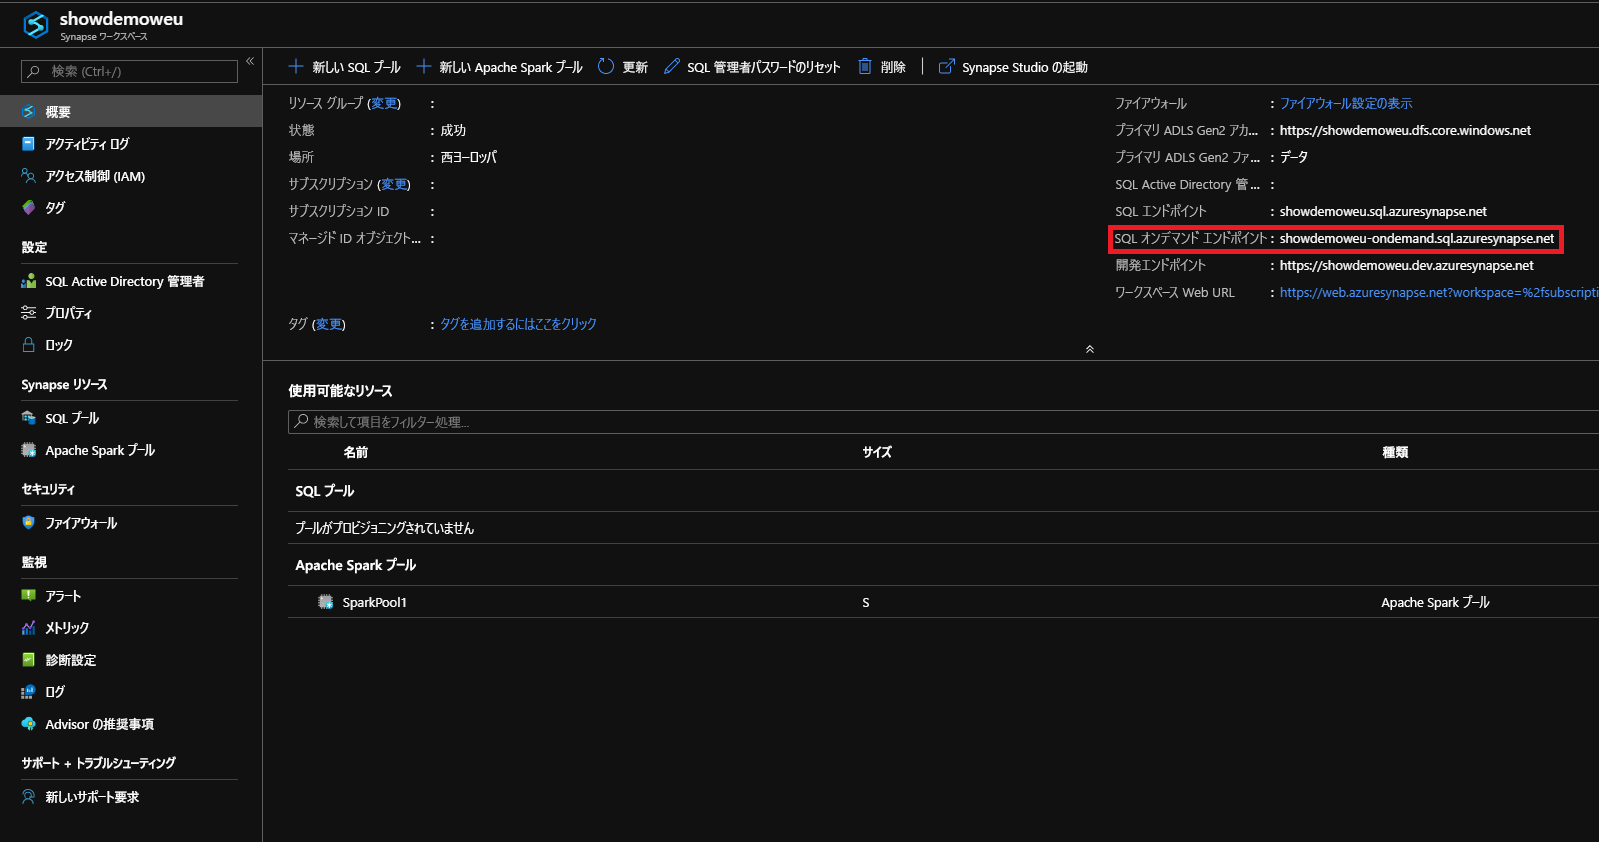 showdemoweu
Synapse ワークスペース
検索 (Ctrl+/)
«
概要
アクティビティ ログ
アクセス制御 (IAM)
タグ
設定
SQL Active Directory 管理者
プロパティ
ロック
Synapse リソース
SQL プール
Apache Spark プール
セキュリティ
ファイアウォール
監視
アラート
メトリック
診断設定
ログ
Advisor の推奨事項
サポート + トラブルシューティング
新しいサポート要求
新しい SQL プール 新しい Apache Spark プール 更新 SQL 管理者パスワードのリセット 削除 Synapse Studio の起動
リソース グループ (変更) :
状態 : 成功
場所 : 西ヨーロッパ
サブスクリプション (変更) :
サブスクリプション ID :
マネージド ID オブジェクト... :
タグ (変更) : タグを追加するにはここをクリック
ファイアウォール : ファイアウォール設定の表示
プライマリ ADLS Gen2 アカ... : https://showdemoweu.dfs.core.windows.net
プライマリ ADLS Gen2 ファ... : データ
SQL Active Directory 管 ... :
SQL エンドポイント : showdemoweu.sql.azuresynapse.net
SQL オンデマンド エンドポイント : showdemoweu-ondemand.sql.azuresynapse.net
開発エンドポイント : https://showdemoweu.dev.azuresynapse.net
ワークスペース Web URL : https://web.azuresynapse.net?workspace=%2fsubscripti
使用可能なリソース
検索して項目をフィルター処理...
名前 サイズ 種類
SQL プール
プールがプロビジョニングされていません
Apache Spark プール
SparkPool1 S Apache Spark プール